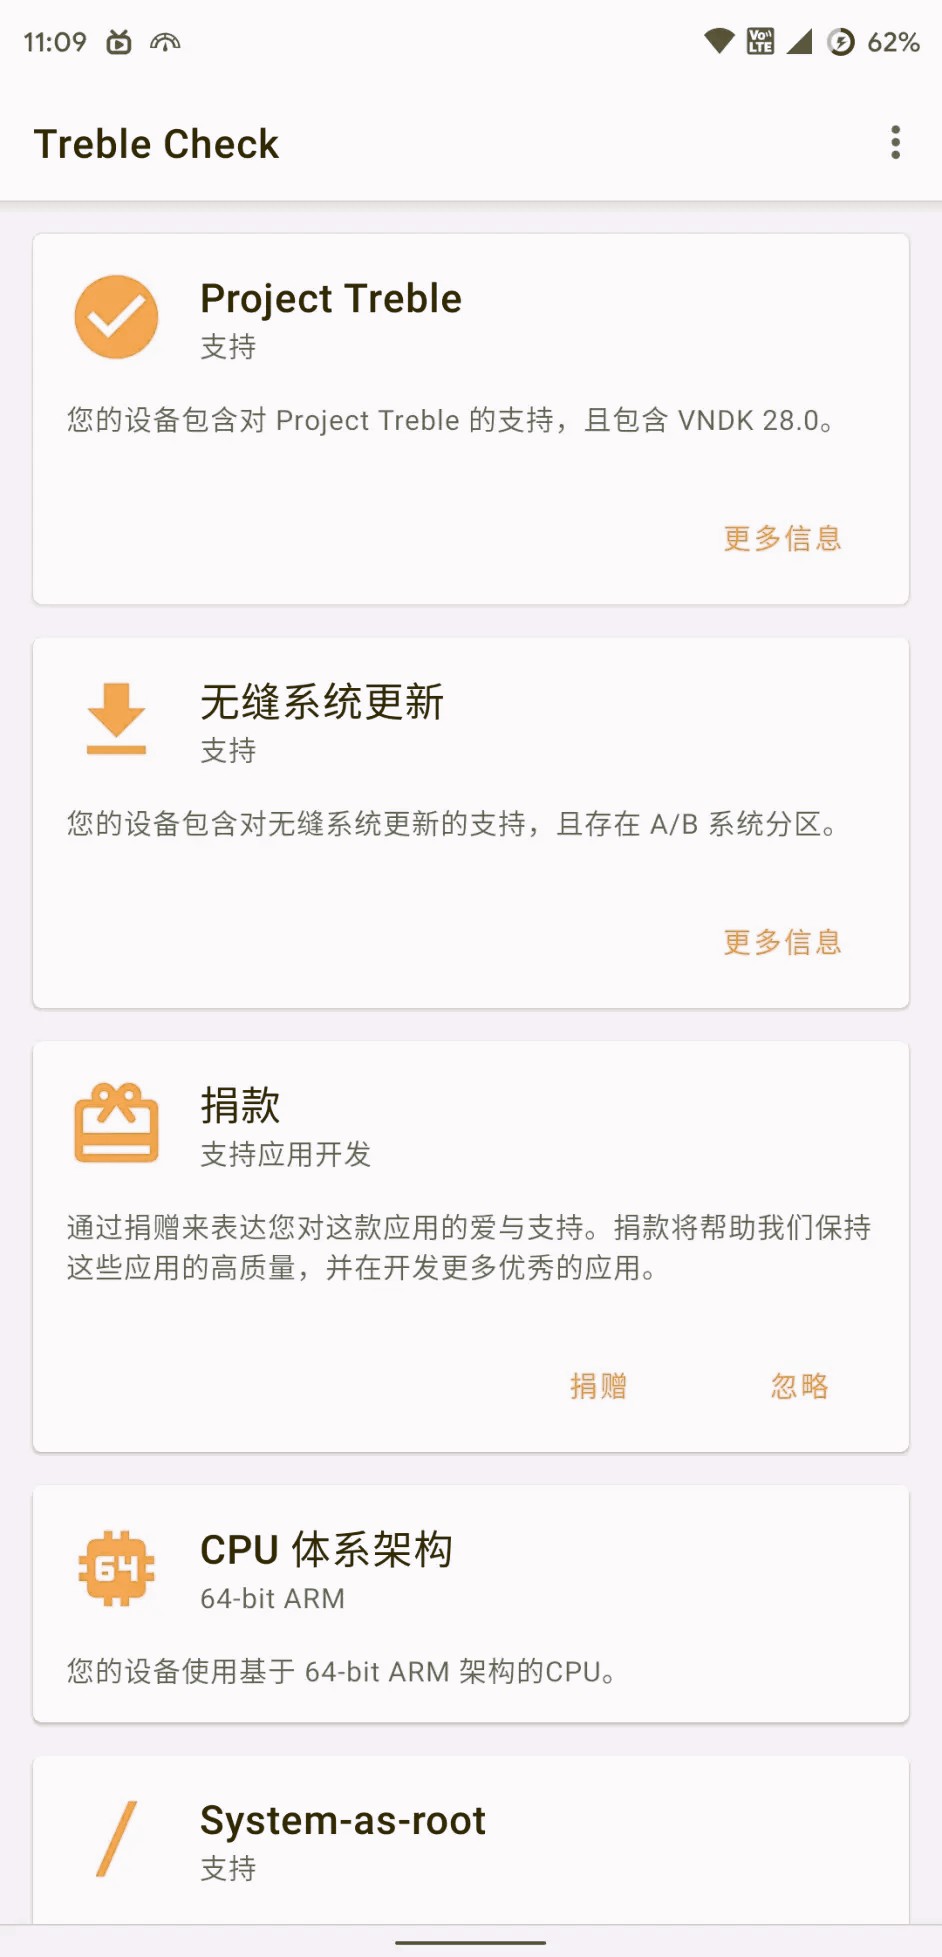 11:09
VoLTE
62%
Treble Check
Project Treble
支持
您的设备包含对 Project Treble 的支持，且包含 VNDK 28.0。
更多信息
无缝系统更新
支持
您的设备包含对无缝系统更新的支持，且存在 A/B 系统分区。
更多信息
捐款
支持应用开发
通过捐赠来表达您对这款应用的爱与支持。捐款将帮助我们保持
这些应用的高质量，并在开发更多优秀的应用。
捐赠 忽略
64
CPU 体系架构
64-bit ARM
您的设备使用基于 64-bit ARM 架构的CPU。
System-as-root
支持